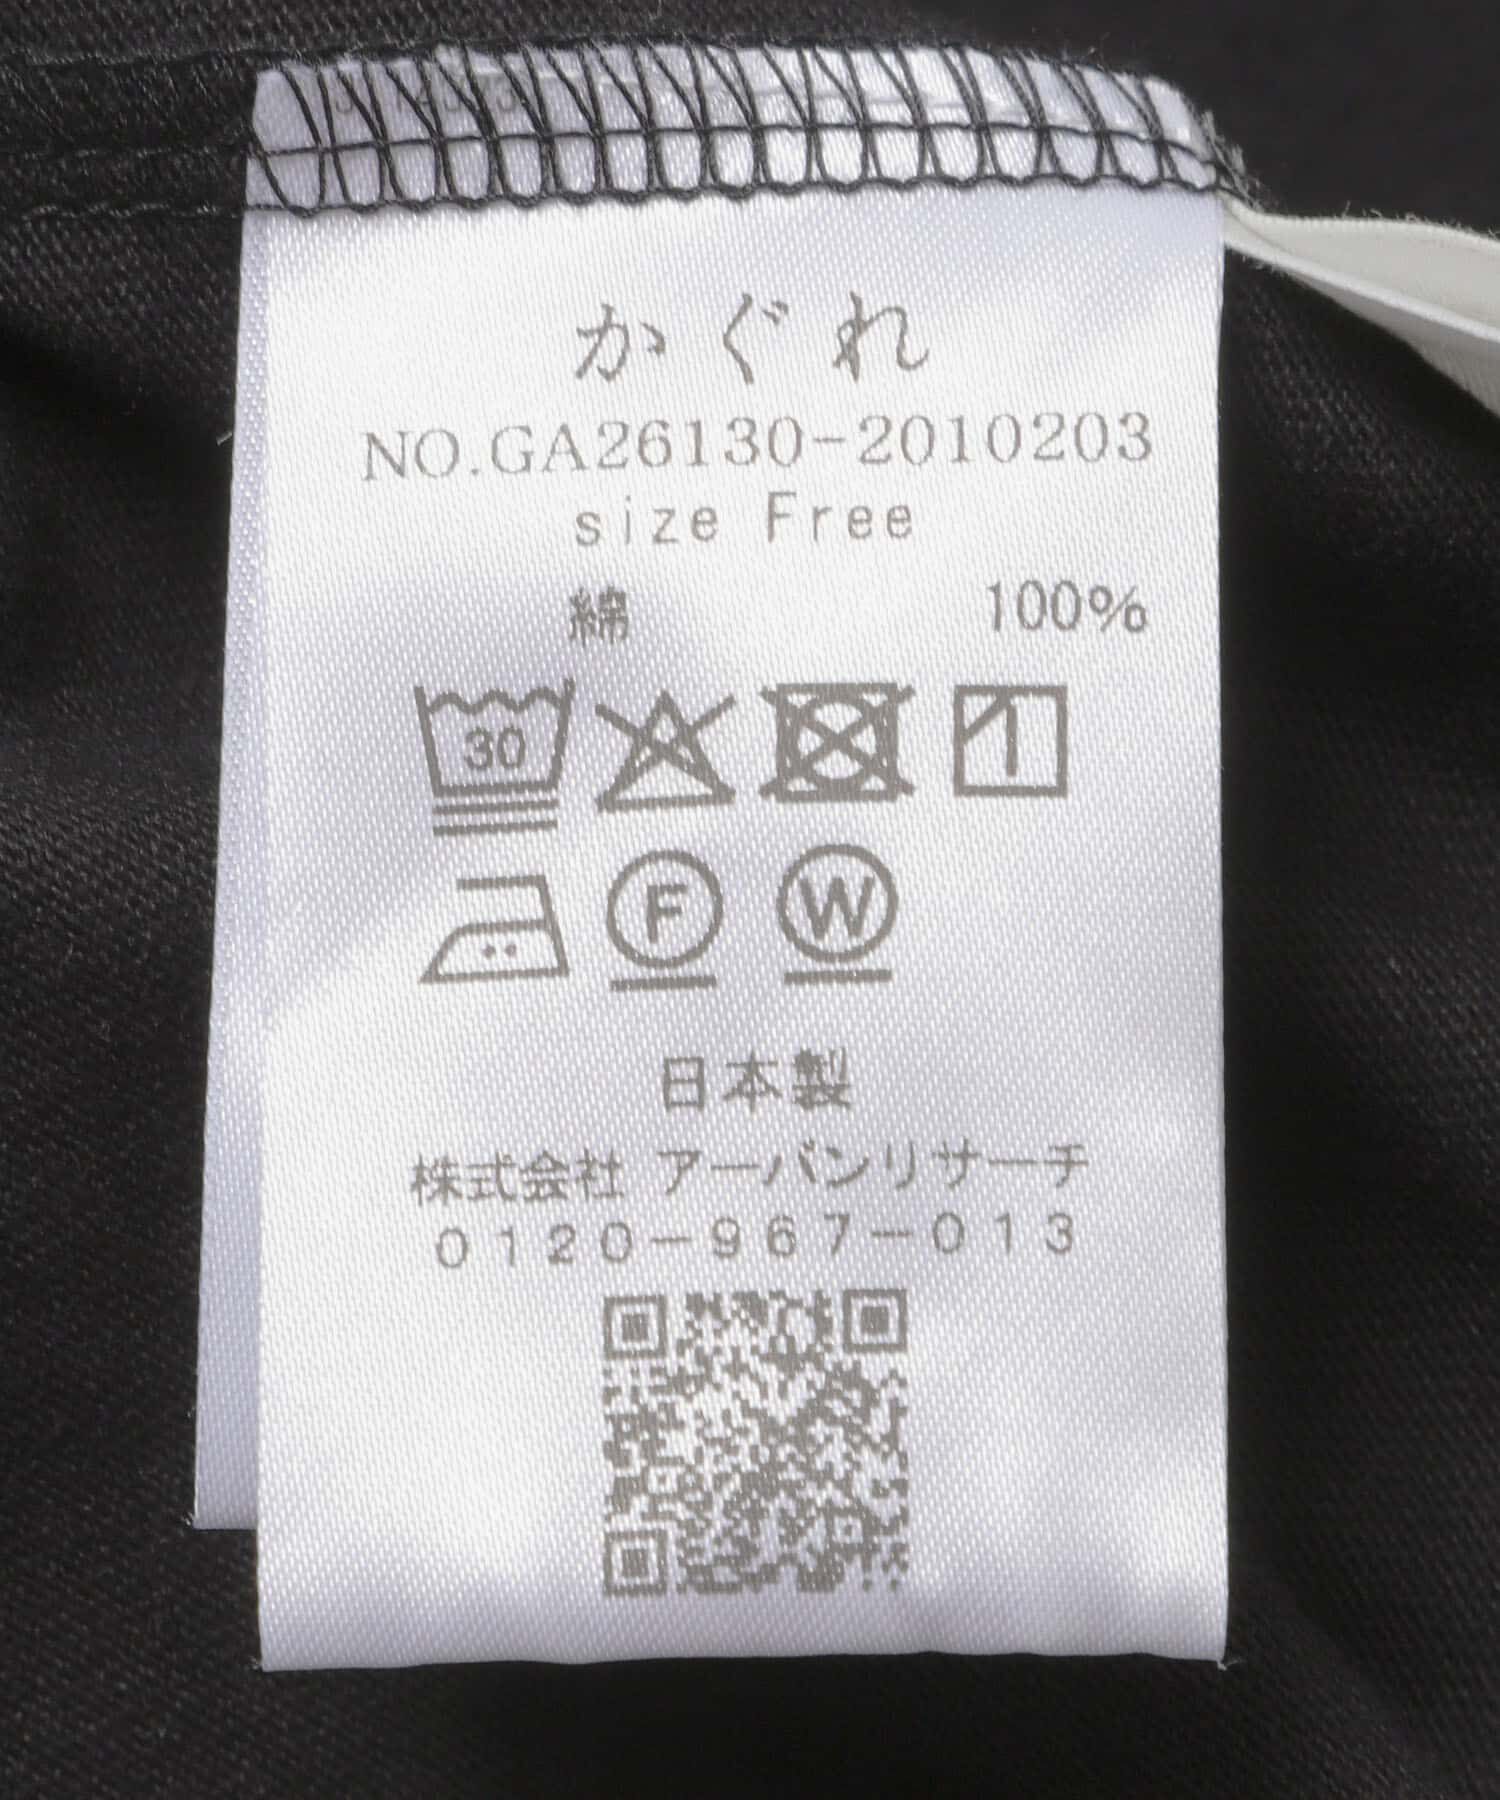 かぐれ
NO.GA26130-2010203
size Free
綿 100%
30
F W
日本製
株式会社 アーバンリサーチ
0120-967-013